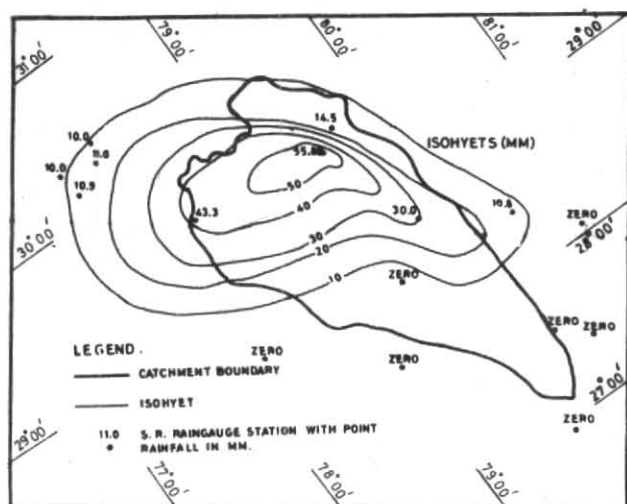 79°00'
80°00'
81°00'
29°00'
31°00'
14.5
10.0
ISOHYETS (MM)
11.0
55.8
10.0
50
10.9
40
43.3
30.0
10.8
ZERO
28°00'
30°00'
30
20
10
ZERO
ZERO
ZERO
LEGEND.
ZERO
ZERO
CATCHMENT BOUNDARY
27°00'
ISOHYET
11.0 S.R. RAINGAUGE STATION WITH POINT
RAINFALL IN MM.
ZERO
29°00'
77°00'
78°00'
79°00'